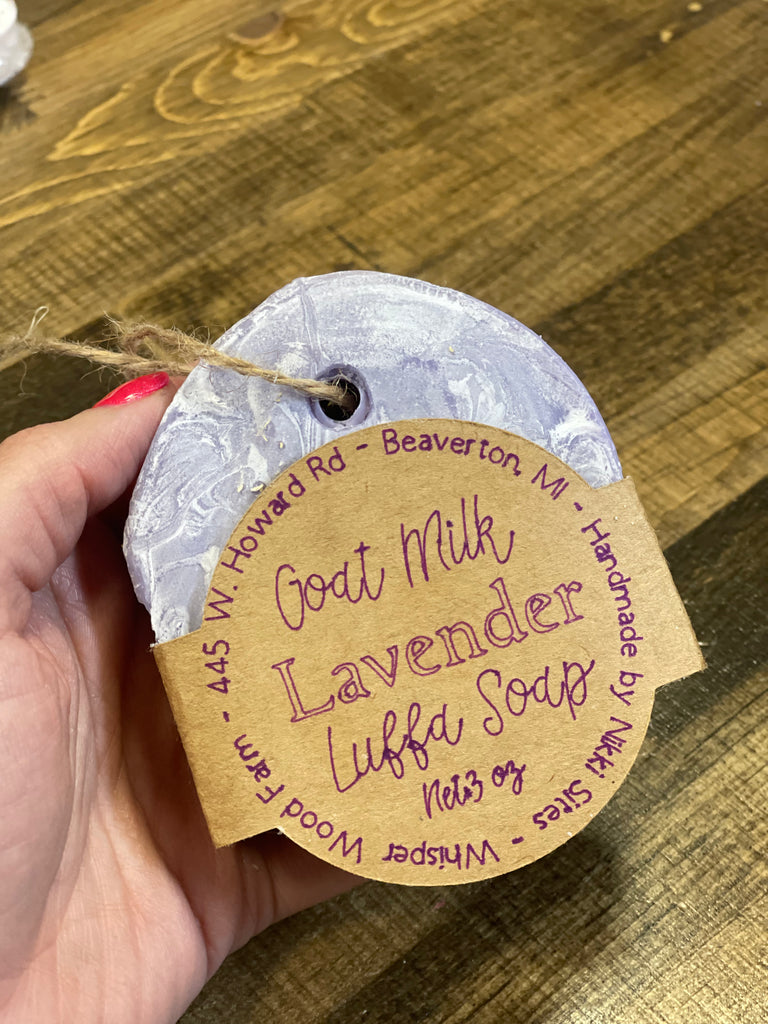 Goat Milk
Lavender
Luffa Soap
Net.3 oz
Whisper Wood Farm - 445 W. Howard Rd - Beaverton, MI - Handmade by Nikki Sites -